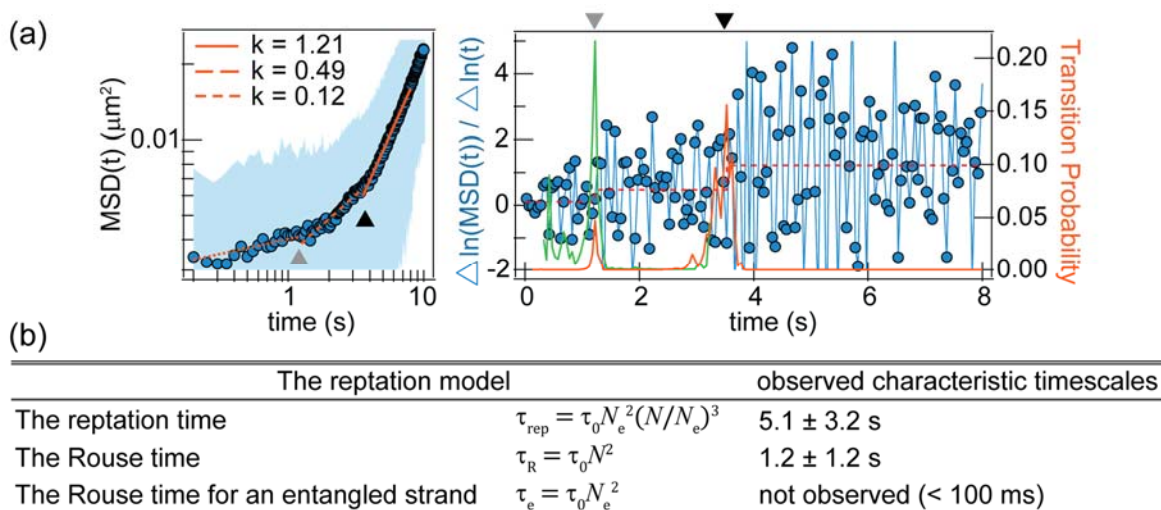 (a)
MSD(t) (μm²)
0.01
k = 1.21
k = 0.49
k = 0.12
1
10
time (s)
△ln(MSD(t)) / △ln(t)
4
2
0
-2
0
2
4
6
8
time (s)
0.20
0.15
0.10
0.05
0.00
Transition Probability
(b)
The reptation model observed characteristic timescales
The reptation time τrep = τ0Ne²(N/Ne)³ 5.1 ± 3.2 s
The Rouse time τR = τ0N² 1.2 ± 1.2 s
The Rouse time for an entangled strand τe = τ0Ne² not observed (< 100 ms)